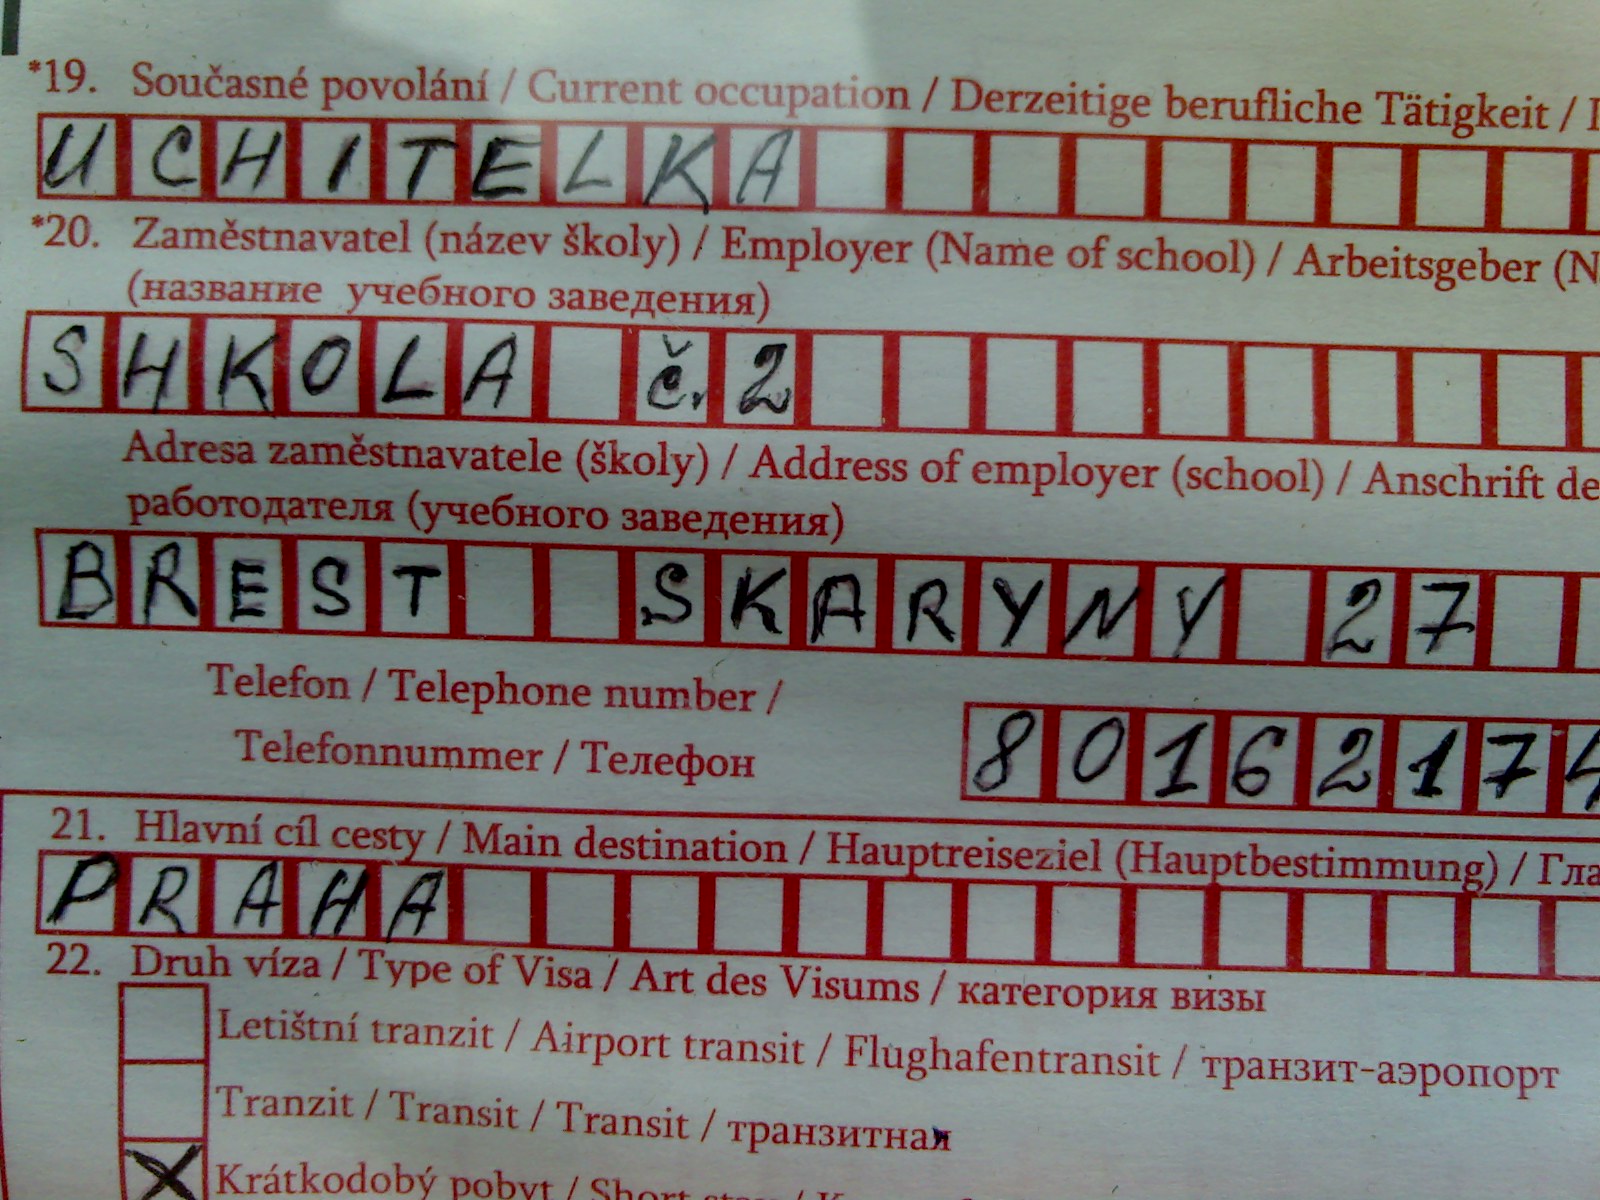 *19. Současné povolání / Current occupation / Derzeitige berufliche Tätigkeit /
UCHITELKA
*20. Zaměstnavatel (název školy) / Employer (Name of school) / Arbeitsgeber (N
(название учебного заведения)
SHKOLA č. 2
Adresa zaměstnavatele (školy) / Address of employer (school) / Anschrift de
работодателя (учебного заведения)
BREST SKARYNY 27
Telefon / Telephone number /
Telefonnummer / Телефон
80162174
21. Hlavní cíl cesty / Main destination / Hauptreiseziel (Hauptbestimmung) / Гла
PRAHA
22. Druh víza / Type of Visa / Art des Visums / категория визы
Letištní tranzit / Airport transit / Flughafentransit / транзит-аэропорт
Tranzit / Transit / Transit / транзитная
X Krátkodobý pobyt / Short